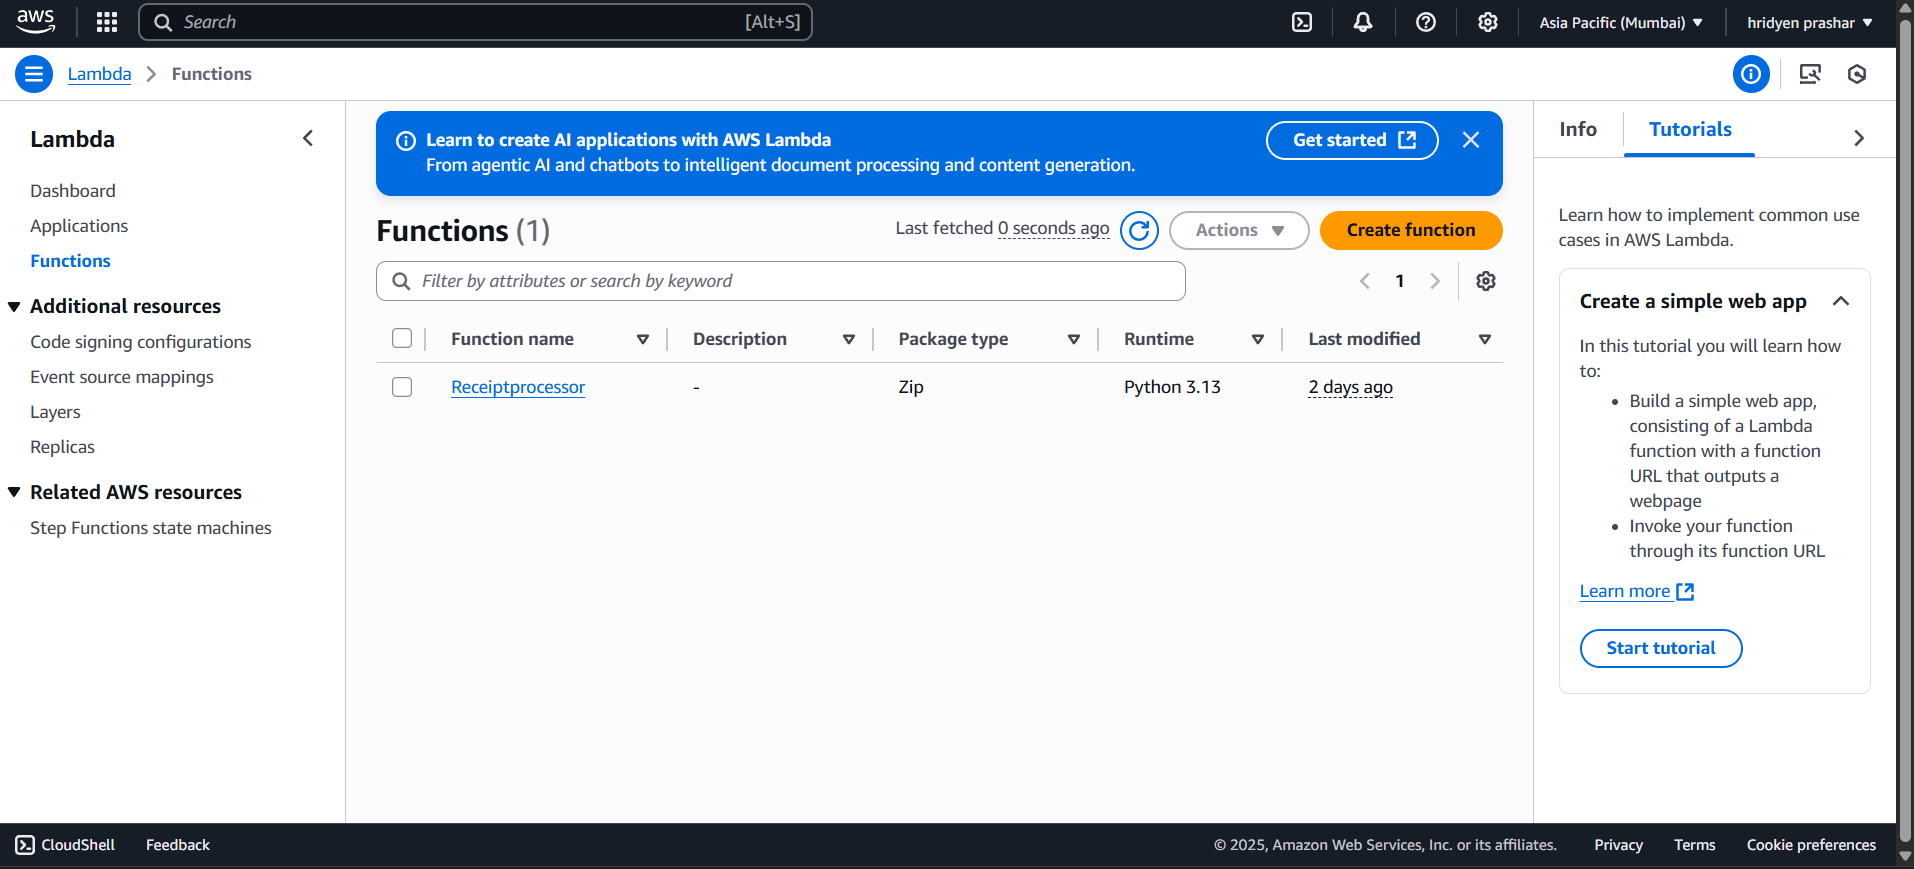 aws
Search [Alt+S]
Asia Pacific (Mumbai)
hridyen prashar
Lambda
Functions
Lambda
Dashboard
Applications
Functions
Additional resources
Code signing configurations
Event source mappings
Layers
Replicas
Related AWS resources
Step Functions state machines
Learn to create AI applications with AWS Lambda
From agentic AI and chatbots to intelligent document processing and content generation.
Get started
Functions (1)
Last fetched 0 seconds ago
Actions
Create function
Filter by attributes or search by keyword
1
Function name Description Package type Runtime Last modified
Receiptprocessor - Zip Python 3.13 2 days ago
Info
Tutorials
Learn how to implement common use
cases in AWS Lambda.
Create a simple web app
In this tutorial you will learn how
to:
• Build a simple web app,
consisting of a Lambda
function with a function
URL that outputs a
webpage
• Invoke your function
through its function URL
Learn more
Start tutorial
CloudShell
Feedback
© 2025, Amazon Web Services, Inc. or its affiliates.
Privacy
Terms
Cookie preferences